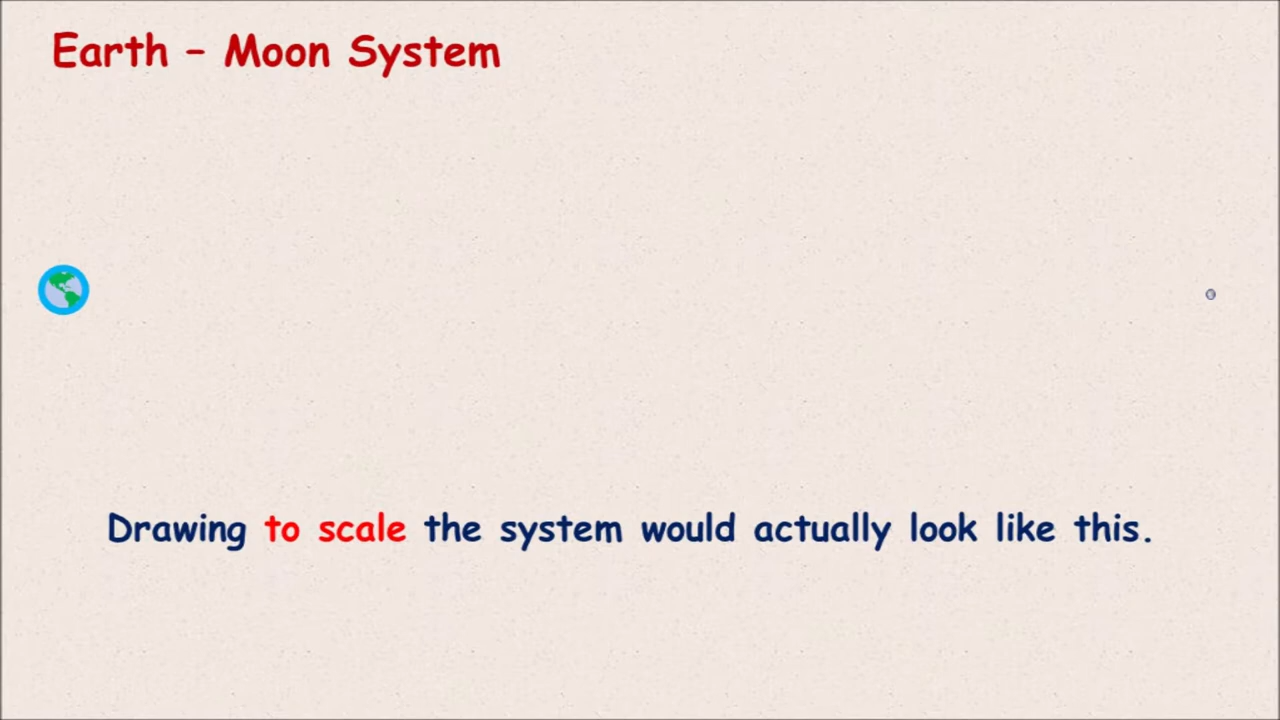 Earth – Moon System
Drawing to scale the system would actually look like this.